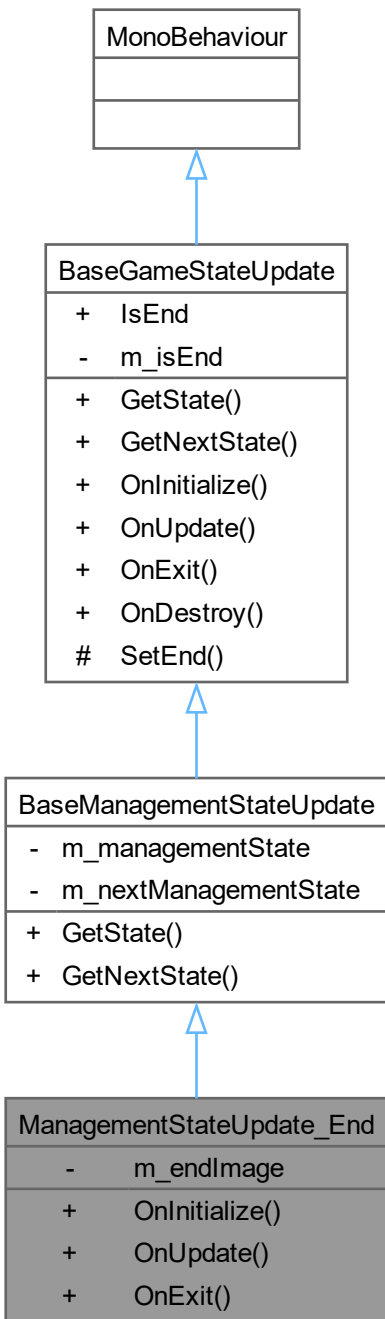 MonoBehaviour
BaseGameStateUpdate
+ IsEnd
- m_isEnd
+ GetState()
+ GetNextState()
+ OnInitialize()
+ OnUpdate()
+ OnExit()
+ OnDestroy()
# SetEnd()
BaseManagementStateUpdate
- m_managementState
- m_nextManagementState
+ GetState()
+ GetNextState()
ManagementStateUpdate_End
- m_endImage
+ OnInitialize()
+ OnUpdate()
+ OnExit()